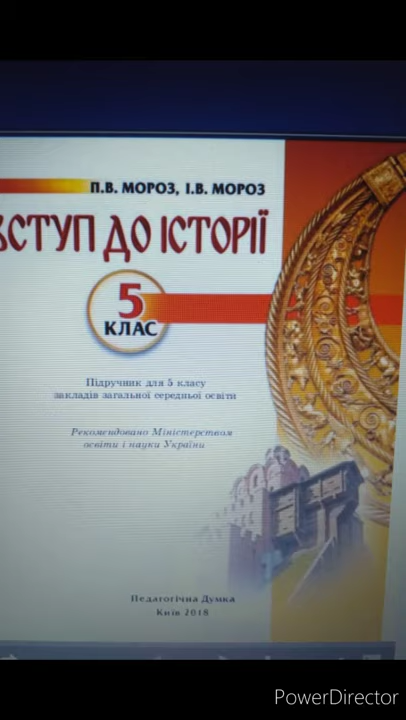 П.В. МОРОЗ, І.В. МОРОЗ
ВСТУП ДО ІСТОРІЇ
5
КЛАС
Підручник для 5 класу
закладів загальної середньої освіти
Рекомендовано Міністерством
освіти і науки України
Педагогічна Думка
Київ 2018
PowerDirector